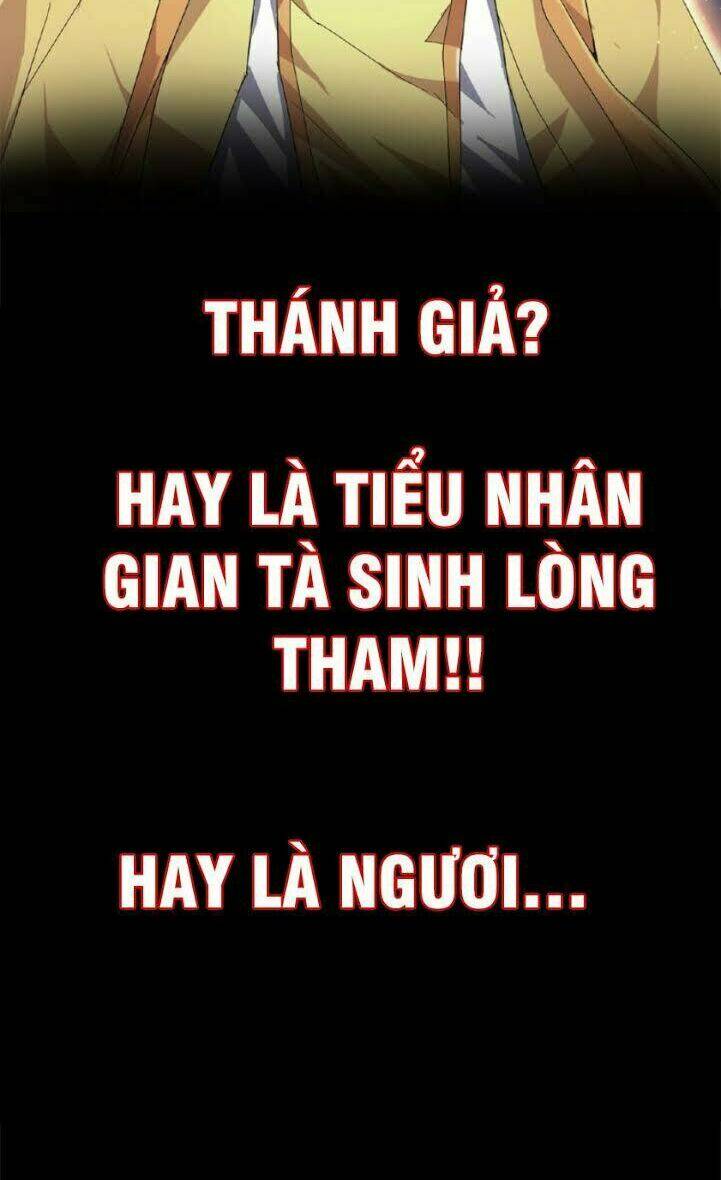 THÁNH GIẢ?
HAY LÀ TIỂU NHÂN
GIAN TÀ SINH LÒNG
THAM!!
HAY LÀ NGƯƠI...